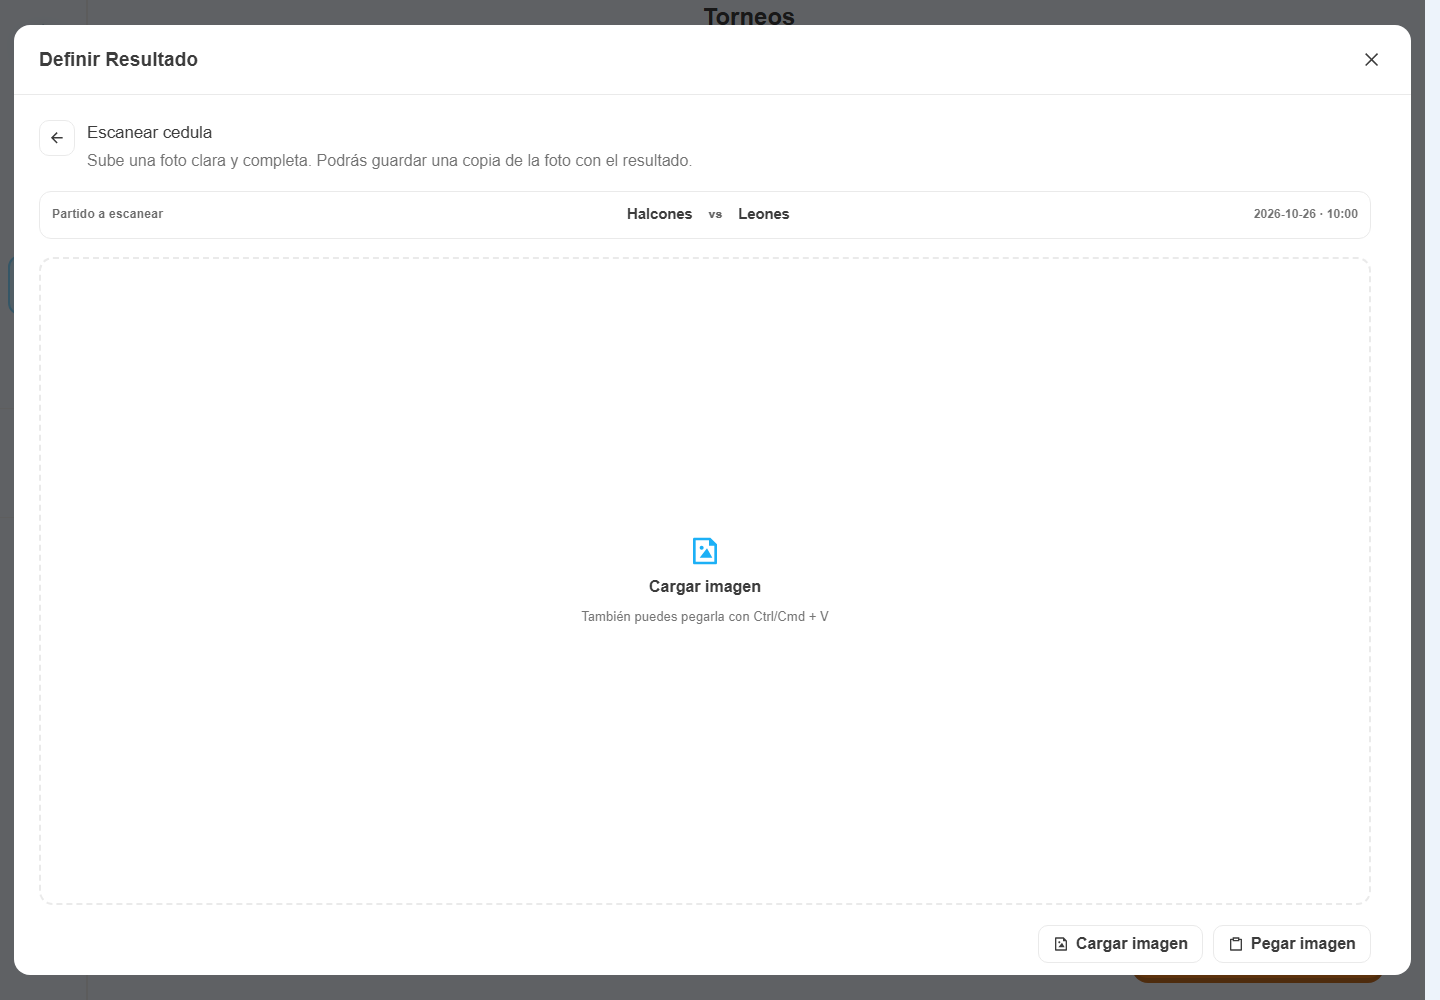 Torneos
Definir Resultado
Escanear cedula
Sube una foto clara y completa. Podrás guardar una copia de la foto con el resultado.
Partido a escanear Halcones vs Leones 2026-10-26 · 10:00
Cargar imagen
También puedes pegarla con Ctrl/Cmd + V
Cargar imagen Pegar imagen